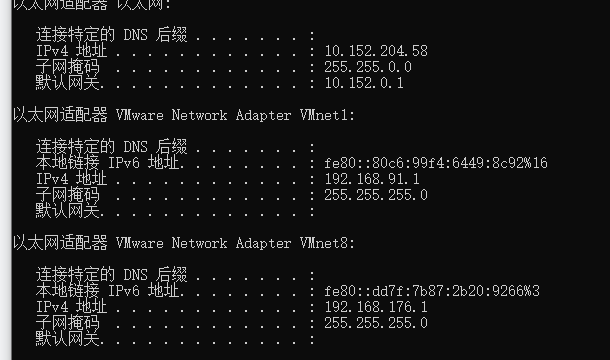 以太网适配器 以太网:
连接特定的 DNS 后缀 . . . . . . . :
IPv4 地址 . . . . . . . . . . . . : 10.152.204.58
子网掩码 . . . . . . . . . . . . : 255.255.0.0
默认网关. . . . . . . . . . . . . : 10.152.0.1
以太网适配器 VMware Network Adapter VMnet1:
连接特定的 DNS 后缀 . . . . . . . :
本地链接 IPv6 地址. . . . . . . . : fe80::80c6:99f4:6449:8c92%16
IPv4 地址 . . . . . . . . . . . . : 192.168.91.1
子网掩码 . . . . . . . . . . . . : 255.255.255.0
默认网关. . . . . . . . . . . . . :
以太网适配器 VMware Network Adapter VMnet8:
连接特定的 DNS 后缀 . . . . . . . :
本地链接 IPv6 地址. . . . . . . . : fe80::dd7f:7b87:2b20:9266%3
IPv4 地址 . . . . . . . . . . . . : 192.168.176.1
子网掩码 . . . . . . . . . . . . : 255.255.255.0
默认网关. . . . . . . . . . . . . :